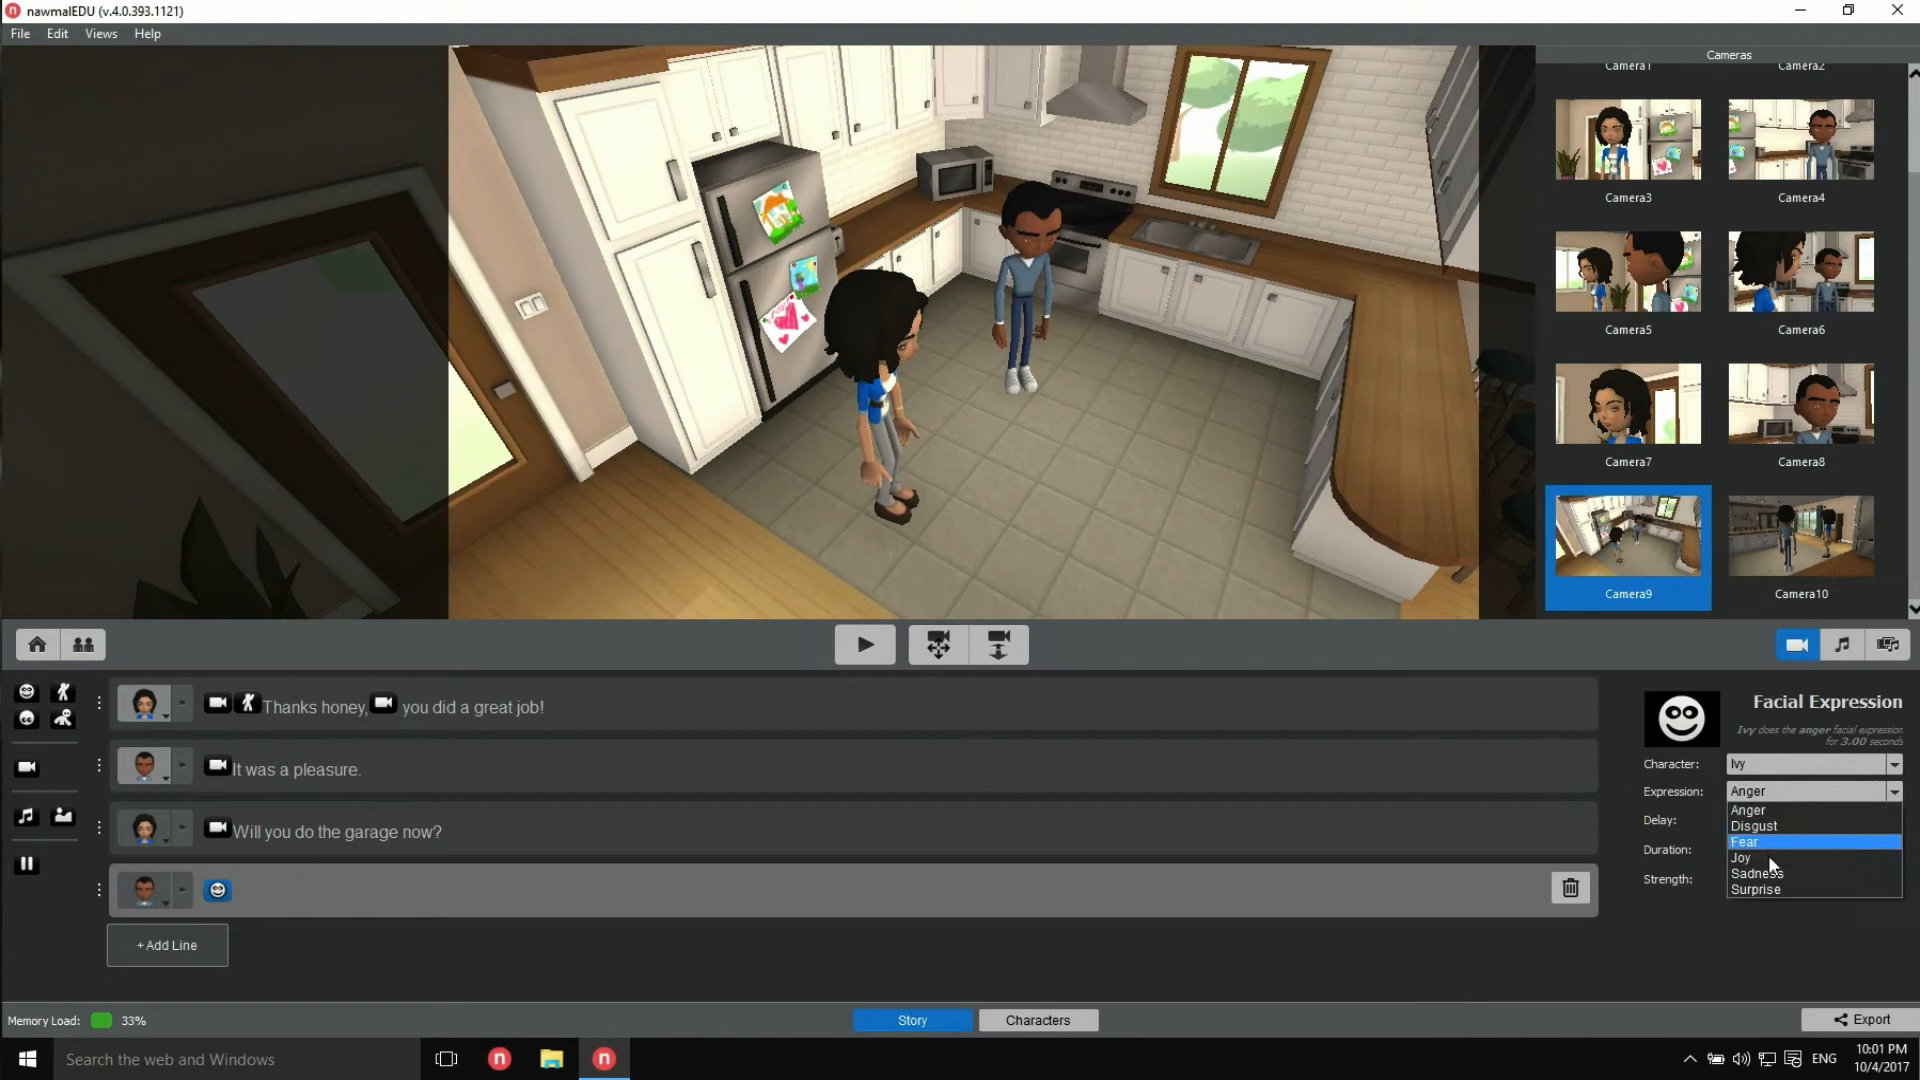 nawmalEDU (v.4.0.393.1121)
File Edit Views Help
Cameras
Camera1 Camera2
Camera3 Camera4
Camera5 Camera6
Camera7 Camera8
Camera9 Camera10
Thanks honey, you did a great job!
It was a pleasure.
Will you do the garage now?
+ Add Line
Facial Expression
Ivy does the anger facial expression
for 3.00 seconds
Character: Ivy
Expression: Anger
Anger
Disgust
Fear
Joy
Sadness
Surprise
Delay:
Duration:
Strength:
Memory Load: 33%
Story Characters
Export
Search the web and Windows
n n
ENG
10:01 PM
10/4/2017